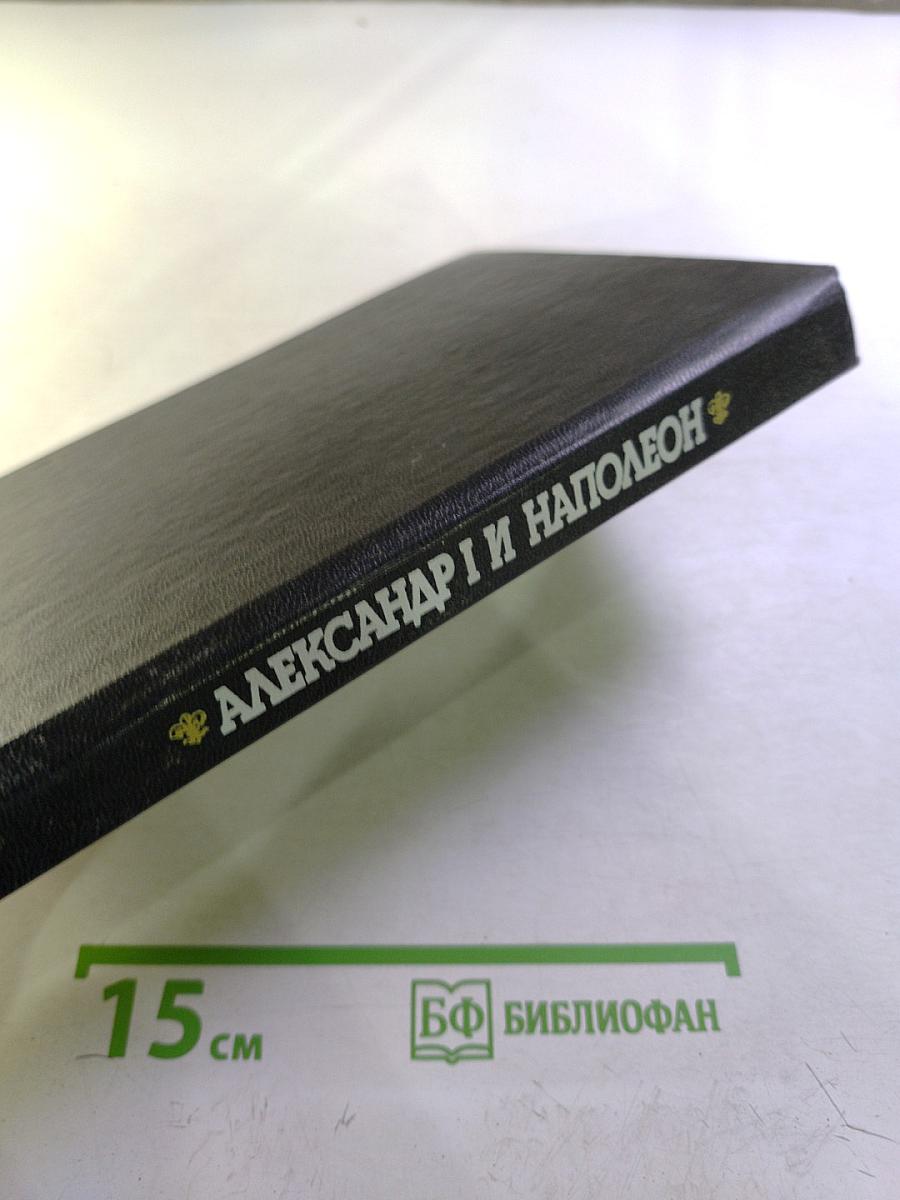 АЛЕКСАНДР I И НАПОЛЕОН
15 см
БФ БИБЛИОФАН